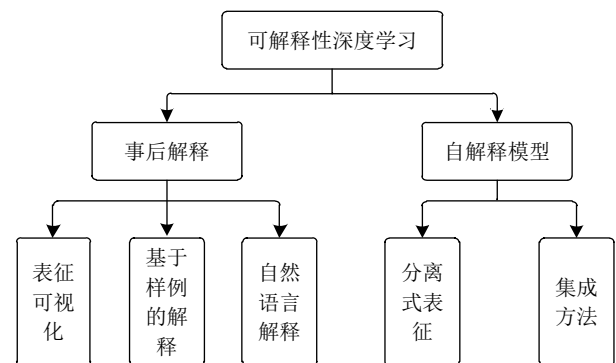 可解释性深度学习
事后解释
自解释模型
表征
可视
化
基于
样例
的解
释
自然
语言
解释
分离
式表
征
集成
方法